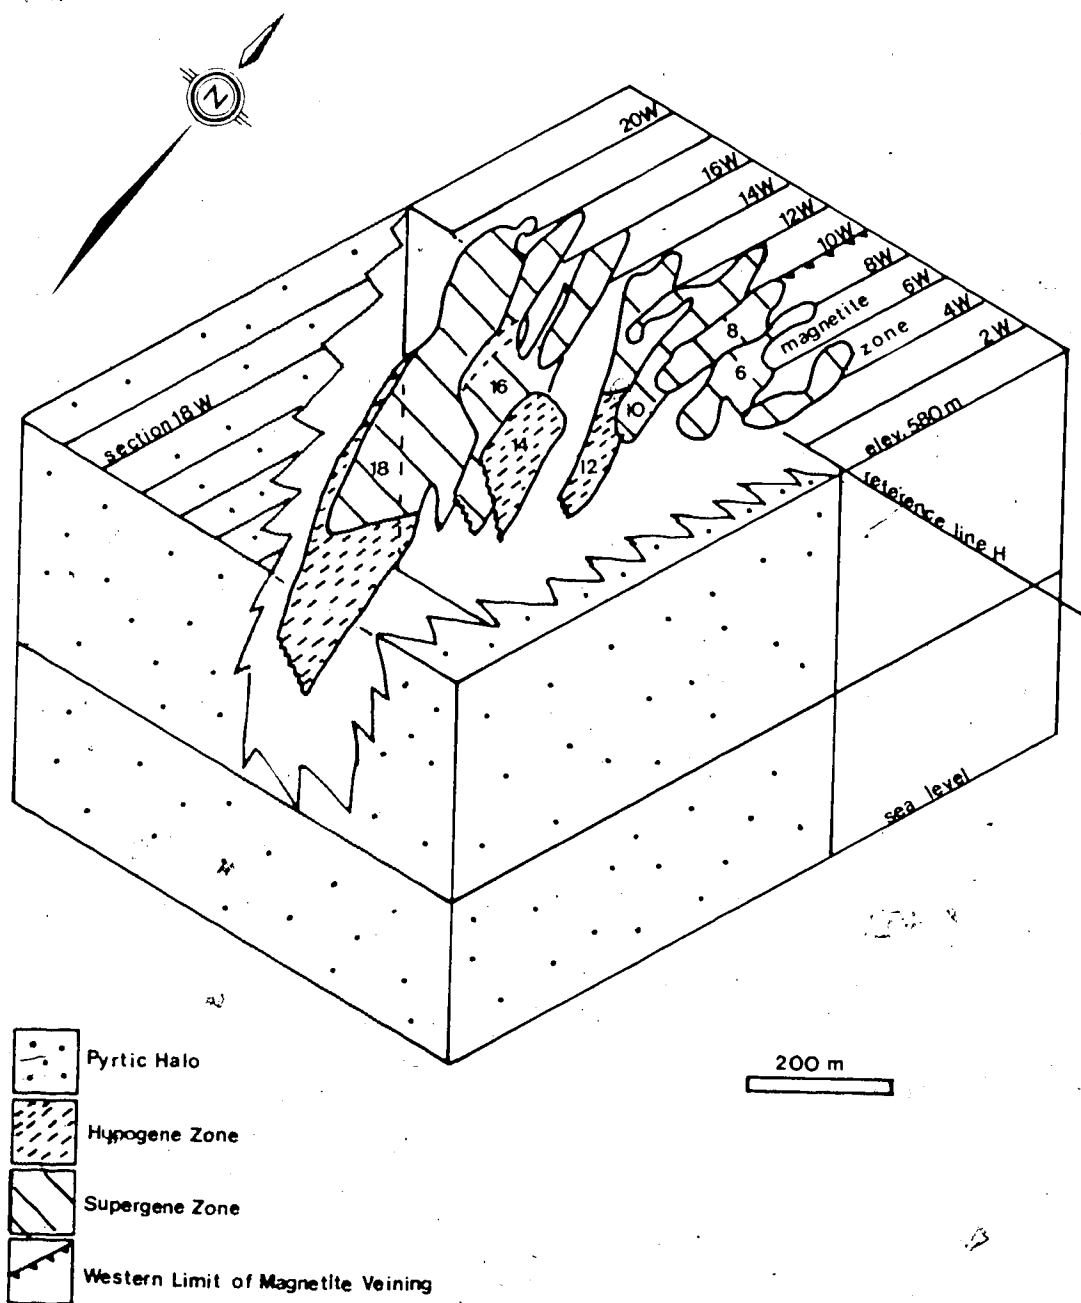 N
20W
16W
14W
12W
10W
8W
6W
4W
2W
magnetite
zone
section 18 W
elev. 580 m
reference line H
8
6
16
10
14
12
18
sea level
200 m
Pyrtic Halo
Hypogene Zone
Supergene Zone
Western Limit of Magnetite Veining